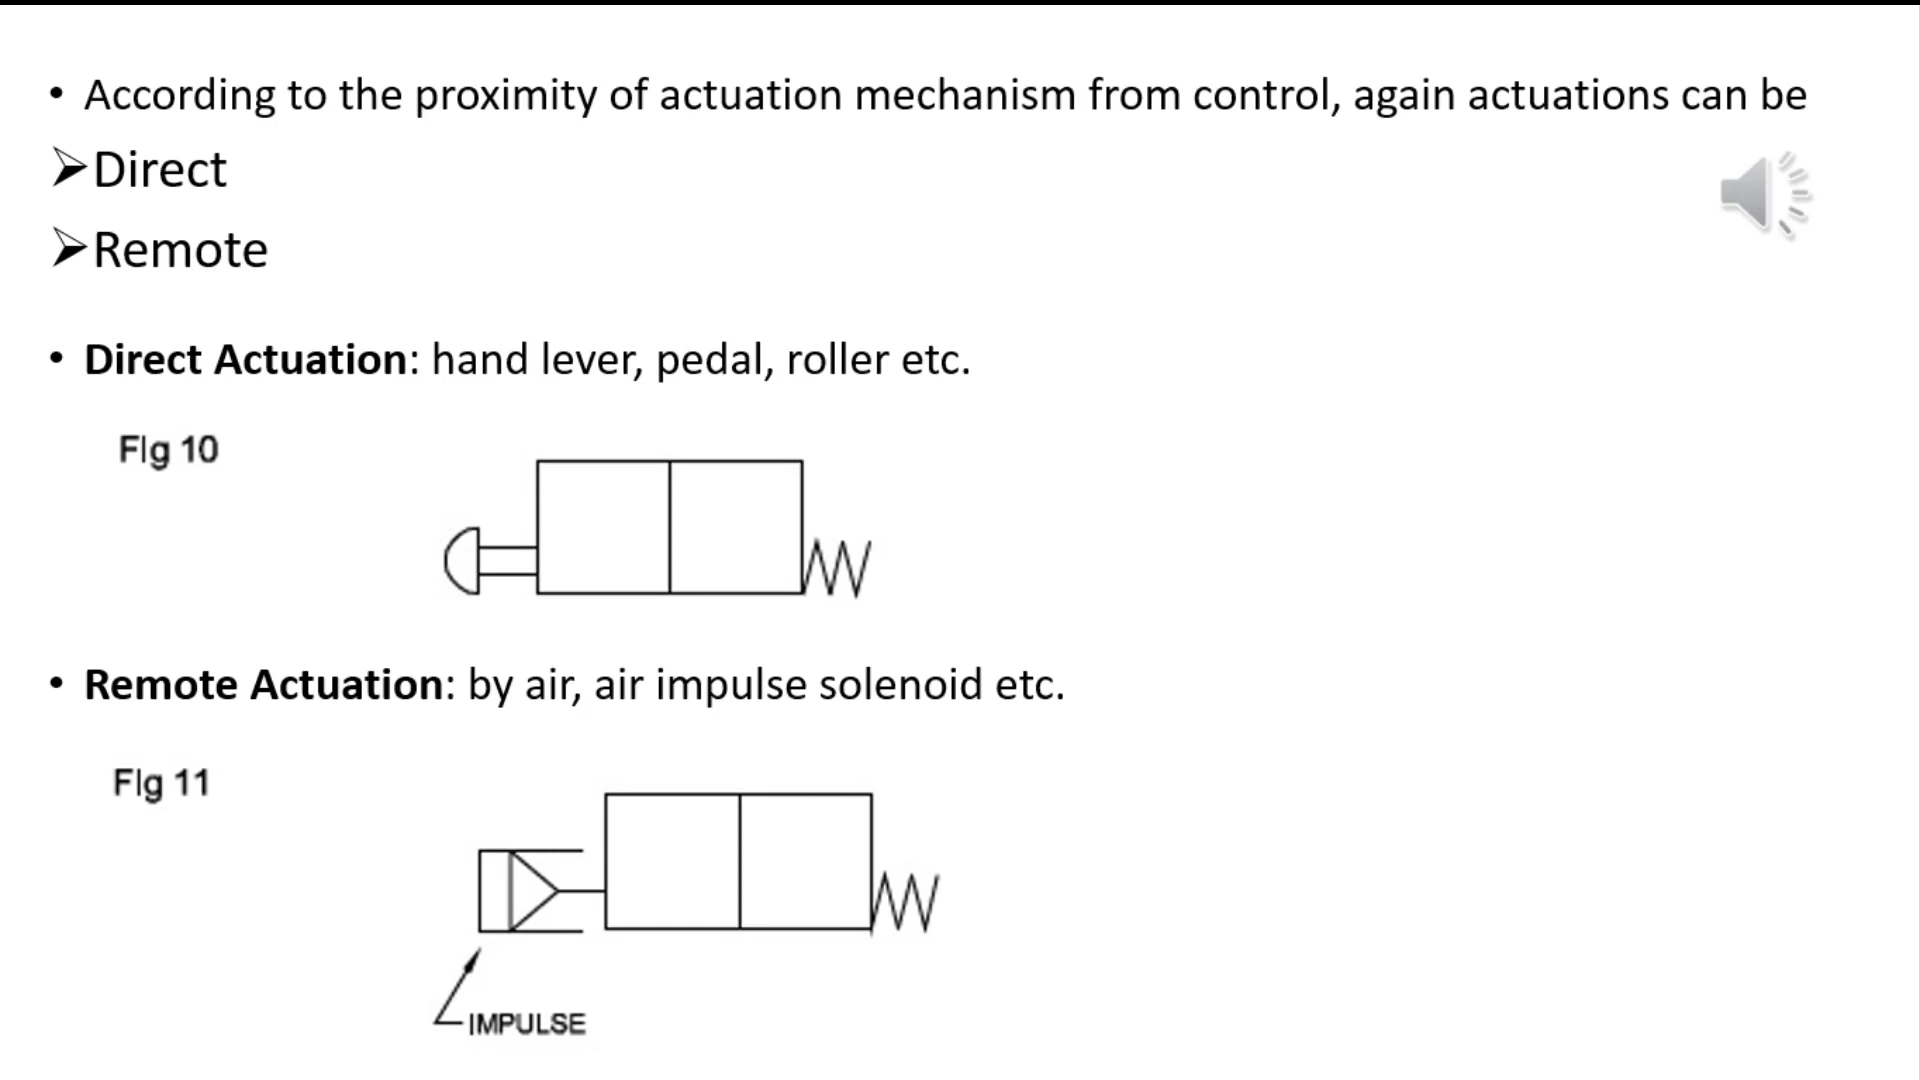 • According to the proximity of actuation mechanism from control, again actuations can be
➢Direct
➢Remote
• Direct Actuation: hand lever, pedal, roller etc.
FIg 10
• Remote Actuation: by air, air impulse solenoid etc.
FIg 11
IMPULSE